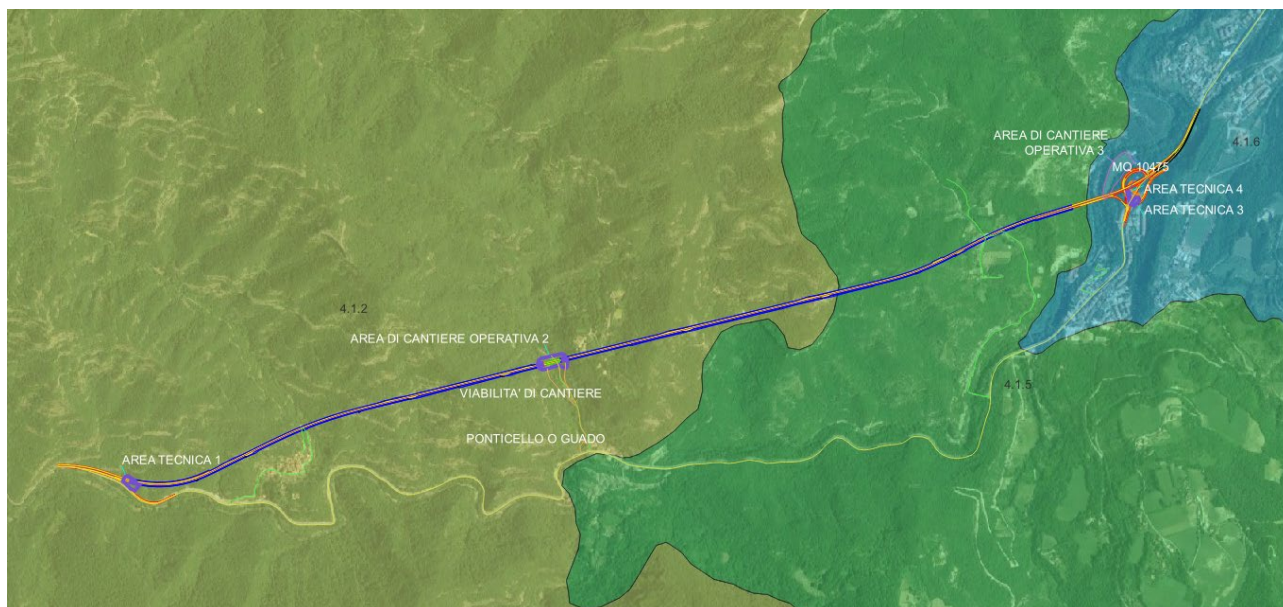 AREA DI CANTIERE
OPERATIVA 3
4.1.6
MQ 10475
AREA TECNICA 4
AREA TECNICA 3
4.1.2
AREA DI CANTIERE OPERATIVA 2
VIABILITA' DI CANTIERE
4.1.5
PONTICELLO O GUADO
AREA TECNICA 1